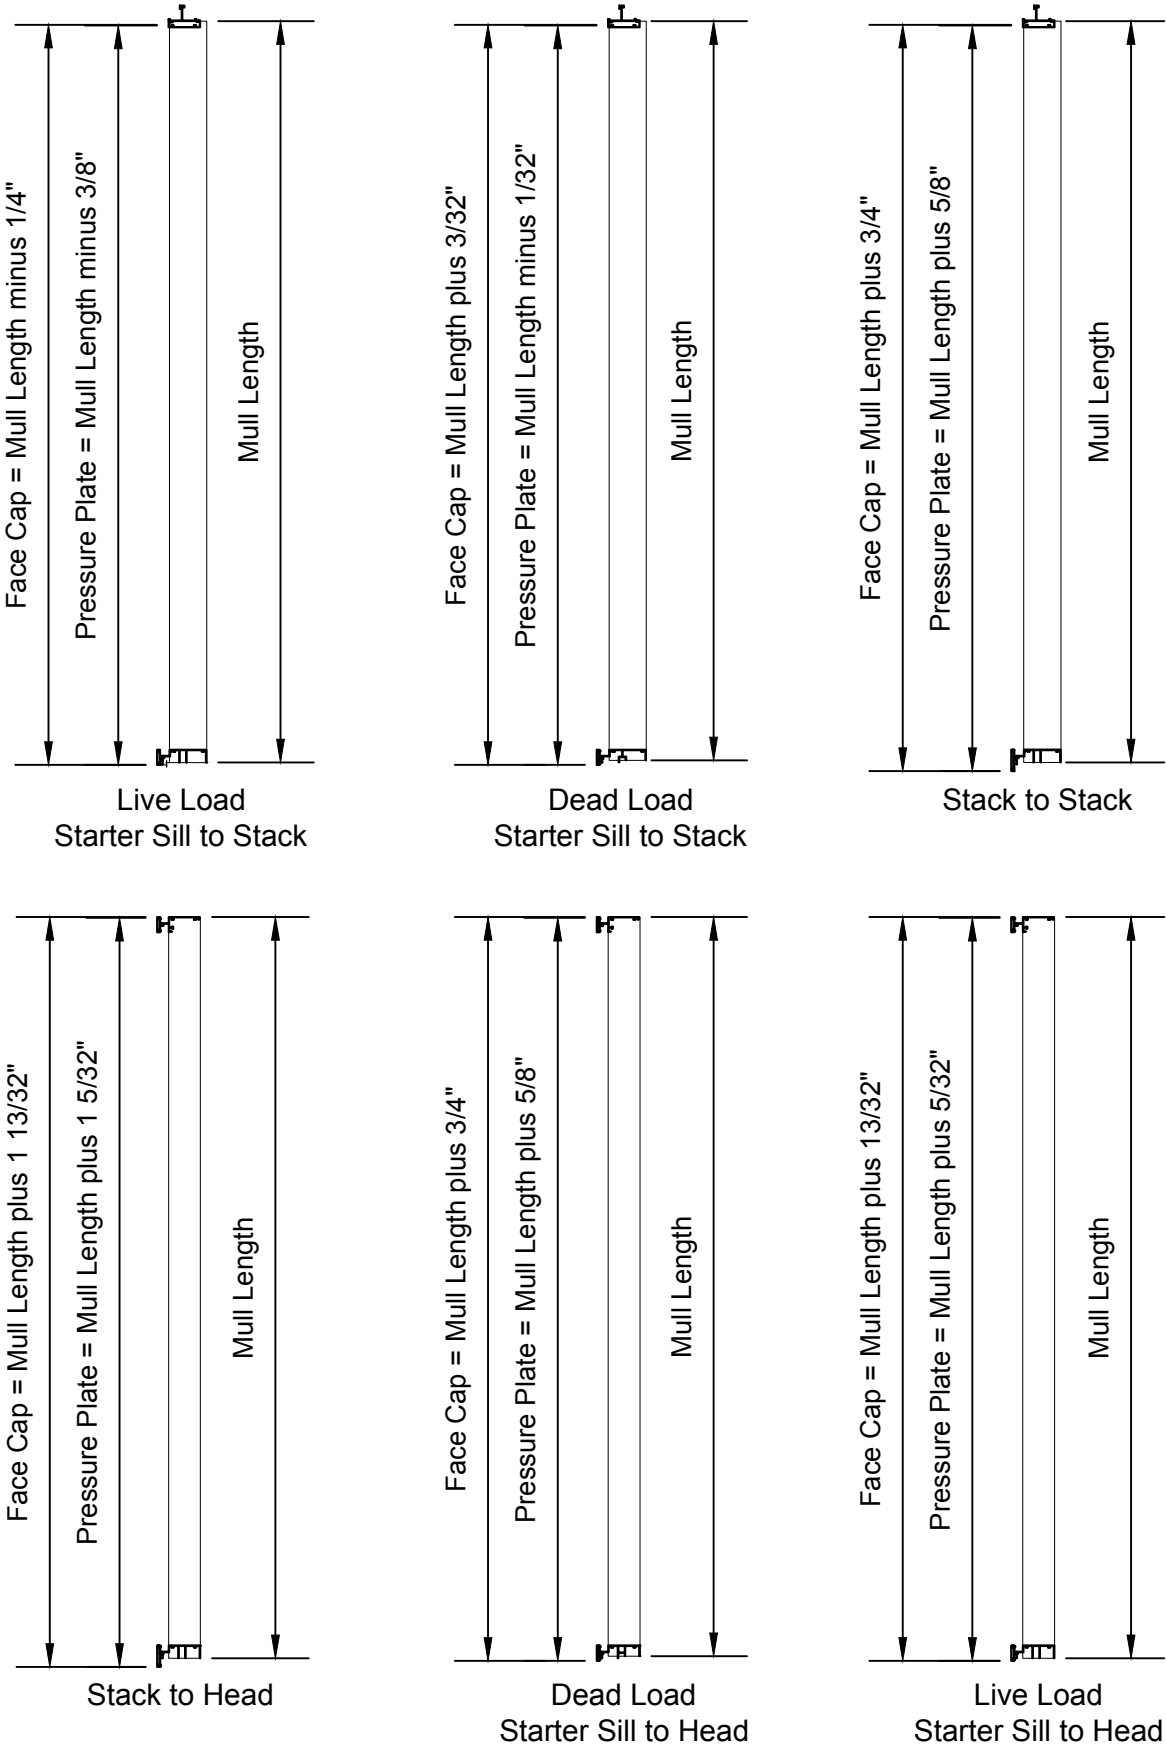 Face Cap = Mull Length minus 1/4"
Pressure Plate = Mull Length minus 3/8"
Mull Length
Live Load
Starter Sill to Stack
Face Cap = Mull Length plus 3/32"
Pressure Plate = Mull Length minus 1/32"
Mull Length
Dead Load
Starter Sill to Stack
Face Cap = Mull Length plus 3/4"
Pressure Plate = Mull Length plus 5/8"
Mull Length
Stack to Stack
Face Cap = Mull Length plus 1 13/32"
Pressure Plate = Mull Length plus 1 5/32"
Mull Length
Stack to Head
Face Cap = Mull Length plus 3/4"
Pressure Plate = Mull Length plus 5/8"
Mull Length
Dead Load
Starter Sill to Head
Face Cap = Mull Length plus 13/32"
Pressure Plate = Mull Length plus 5/32"
Mull Length
Live Load
Starter Sill to Head